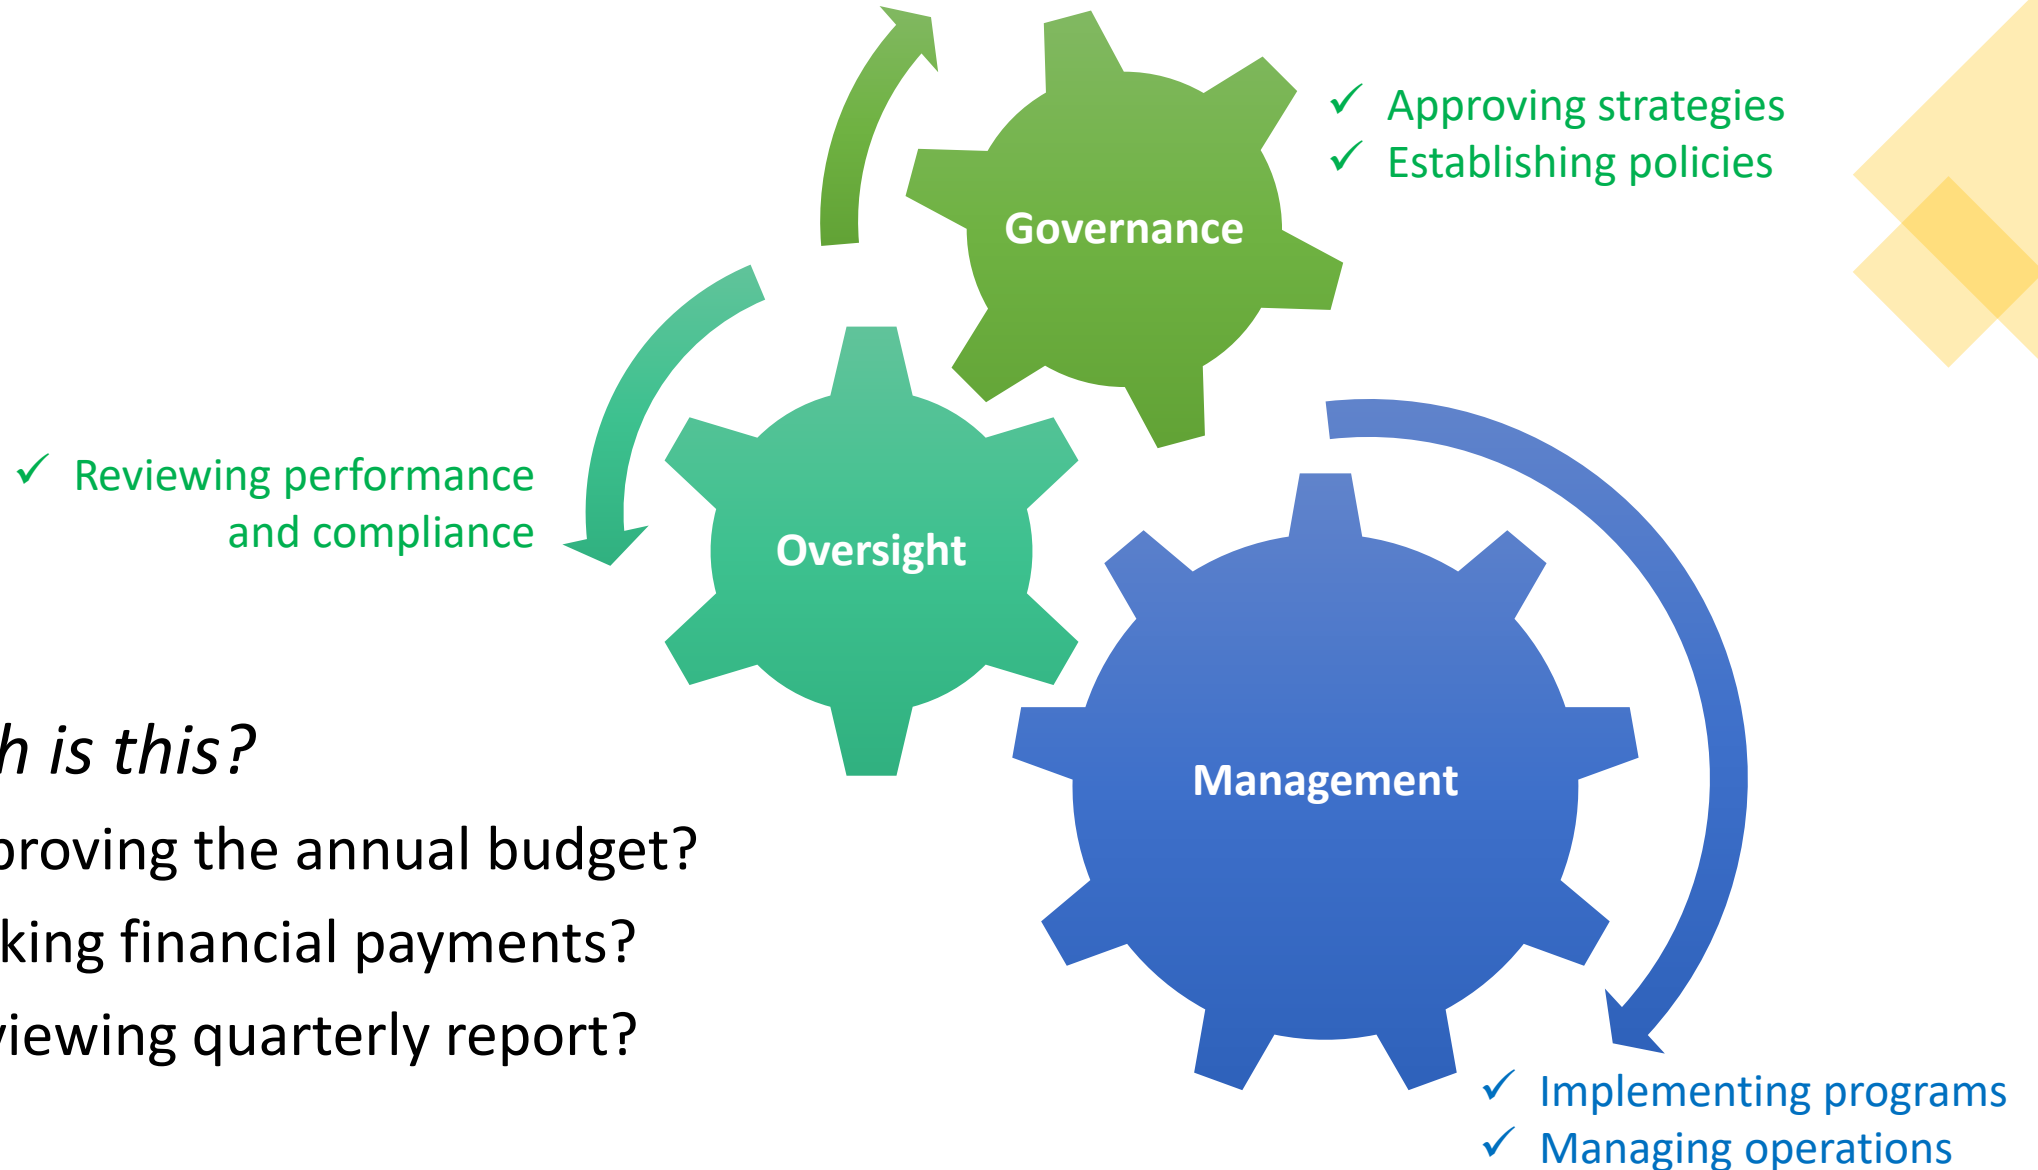 ✓ Approving strategies
✓ Establishing policies
Governance
✓ Reviewing performance
and compliance
Oversight
Management
h is this?
proving the annual budget?
king financial payments?
viewing quarterly report?
✓ Implementing programs
✓ Managing operations